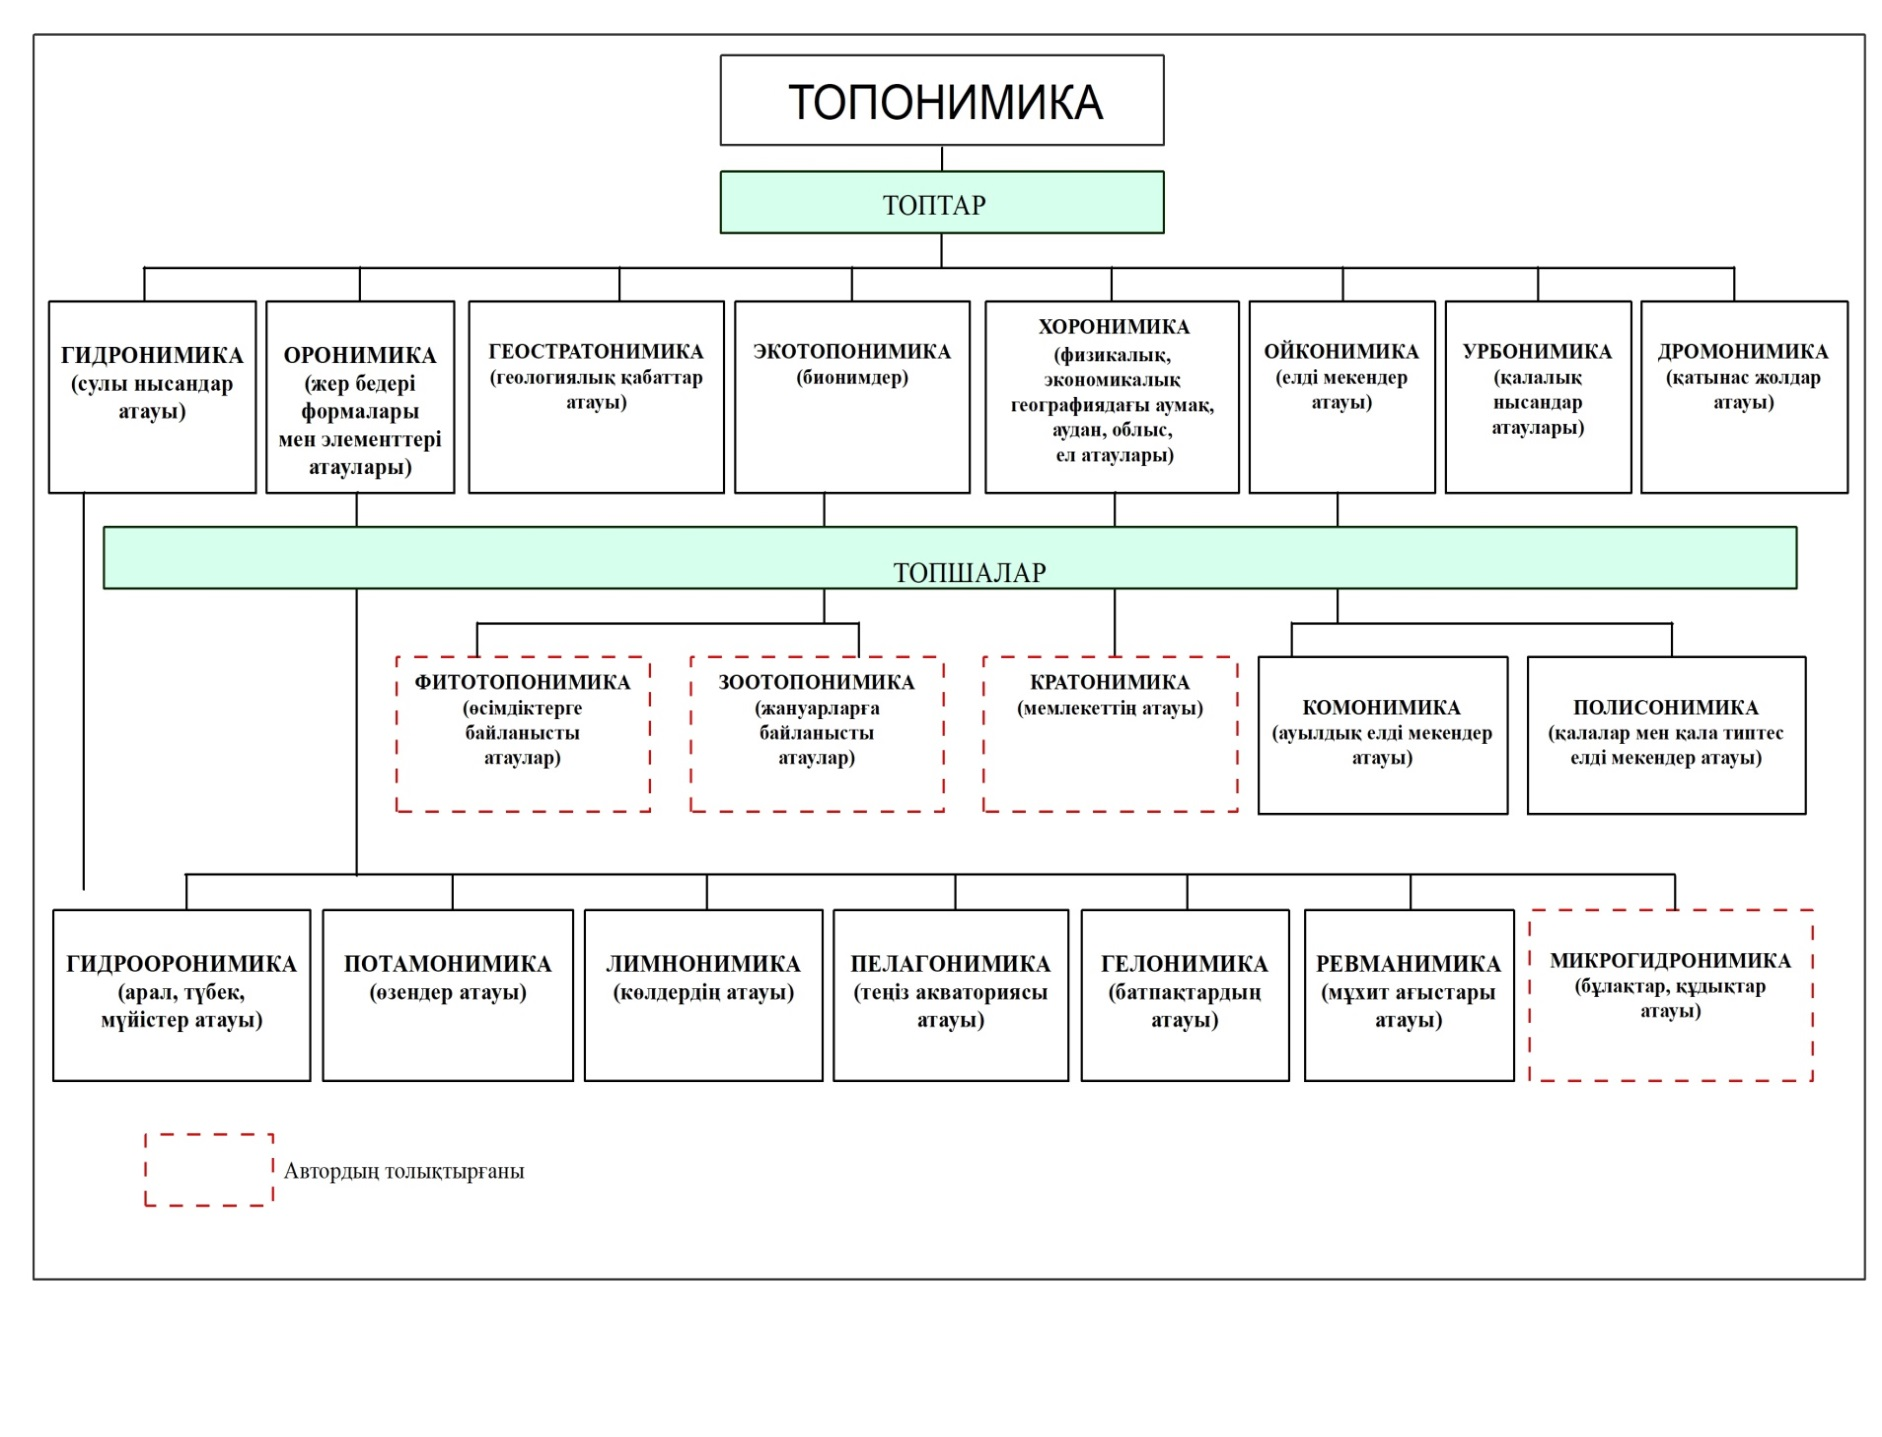 ТОПОНИМИКА
ТОПТАР
ГИДРОНИМИКА
(сулы нысандар
атауы)
ОРОНИМИКА
(жер бедері
формалары
мен элементтері
атаулары)
ГЕОСТРАТОНИМИКА
(геологиялық қабаттар
атауы)
ЭКОТОПОНИМИКА
(бионимдер)
ХОРОНИМИКА
(физикалық,
экономикалық
географиядағы аумақ,
аудан, облыс,
ел атаулары)
ОЙКОНИМИКА
(елді мекендер
атауы)
УРБОНИМИКА
(қалалық
нысандар
атаулары)
ДРОМОНИМИКА
(қатынас жолдар
атауы)
ТОПШАЛАР
ФИТОТОПОНИМИКА
(өсімдіктерге
байланысты
атаулар)
ЗООТОПОНИМИКА
(жануарларға
байланысты
атаулар)
КРАТОНИМИКА
(мемлекеттің атауы)
КОМОНИМИКА
(ауылдық елді мекендер
атауы)
ПОЛИСОНИМИКА
(қалалар мен қала типтес
елді мекендер атауы)
ГИДРООРОНИМИКА
(арал, түбек,
мүйістер атауы)
ПОТАМОНИМИКА
(өзендер атауы)
ЛИМНОНИМИКА
(көлдердің атауы)
ПЕЛАГОНИМИКА
(теңіз акваториясы
атауы)
ГЕЛОНИМИКА
(батпақтардың
атауы)
РЕВМАНИМИКА
(мұхит ағыстары
атауы)
МИКРОГИДРОНИМИКА
(бұлақтар, құдықтар
атауы)
Автордың толықтырғаны